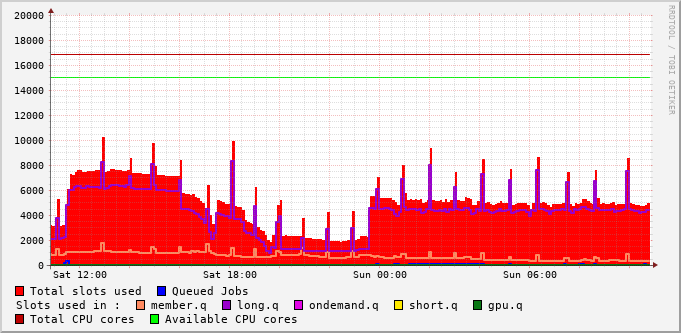 20000
18000
16000
14000
12000
10000
8000
6000
4000
2000
0
Sat 12:00 Sat 18:00 Sun 00:00 Sun 06:00
RRDTOOL / TOBI OETIKER
Total slots used Queued Jobs
Slots used in : member.q long.q ondemand.q short.q gpu.q
Total CPU cores Available CPU cores